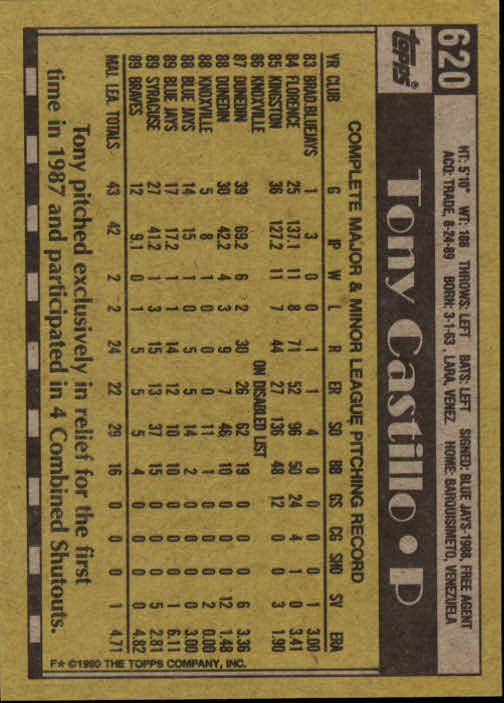 620
topps®
HT: 5'10" WT: 188 THROWS: LEFT BATS: LEFT SIGNED: BLUE JAYS-1988 FREE AGENT
ACQ: TRADE, 8-24-89 BORN: 3-1-63, LARA, VENEZ. HOME: BARQUISIMETO, VENEZUELA
Tony Castillo • P
COMPLETE MAJOR & MINOR LEAGUE PITCHING RECORD
YR CLUB G IP W L R ER SO BB GS CG SHO SV ERA
83 BRAD.BLUEJAYS 1 3 0 0 1 1 4 0 0 0 0 1 3.00
84 FLORENCE 25 137.1 11 8 71 52 96 50 24 4 1 0 3.41
85 KINGSTON 36 127.2 11 7 44 27 136 48 12 0 0 3 1.90
86 KNOXVILLE ON DISABLED LIST
87 DUNEDIN 39 69.2 6 2 30 26 62 19 0 0 0 6 3.36
88 DUNEDIN 30 42.2 4 3 9 7 46 10 0 0 0 12 1.48
88 KNOXVILLE 5 8 1 0 0 0 11 1 0 0 0 2 0.00
88 BLUE JAYS 14 15 1 0 5 5 14 2 0 0 0 0 3.00
89 BLUE JAYS 17 17.2 1 1 14 12 10 10 0 0 0 1 6.11
89 SYRACUSE 27 41.2 1 3 15 13 37 15 0 0 0 5 2.81
89 BRAVES 12 9.1 0 1 5 5 5 4 0 0 0 0 4.82
MAJ. LEA. TOTALS 43 42 2 2 24 22 29 16 0 0 0 1 4.71
Tony pitched exclusively in relief for the first
time in 1987 and participated in 4 Combined Shutouts.
F★ ©1990 THE TOPPS COMPANY, INC.